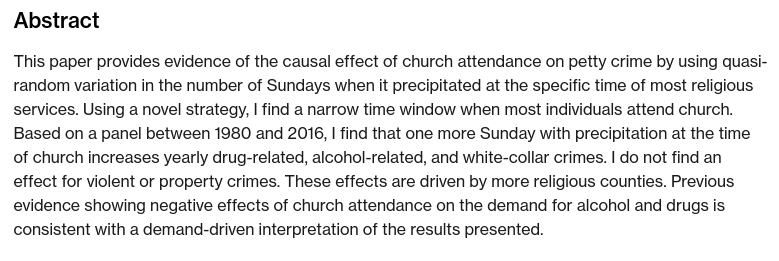 Abstract
This paper provides evidence of the causal effect of church attendance on petty crime by using quasi-
random variation in the number of Sundays when it precipitated at the specific time of most religious
services. Using a novel strategy, I find a narrow time window when most individuals attend church.
Based on a panel between 1980 and 2016, I find that one more Sunday with precipitation at the time
of church increases yearly drug-related, alcohol-related, and white-collar crimes. I do not find an
effect for violent or property crimes. These effects are driven by more religious counties. Previous
evidence showing negative effects of church attendance on the demand for alcohol and drugs is
consistent with a demand-driven interpretation of the results presented.